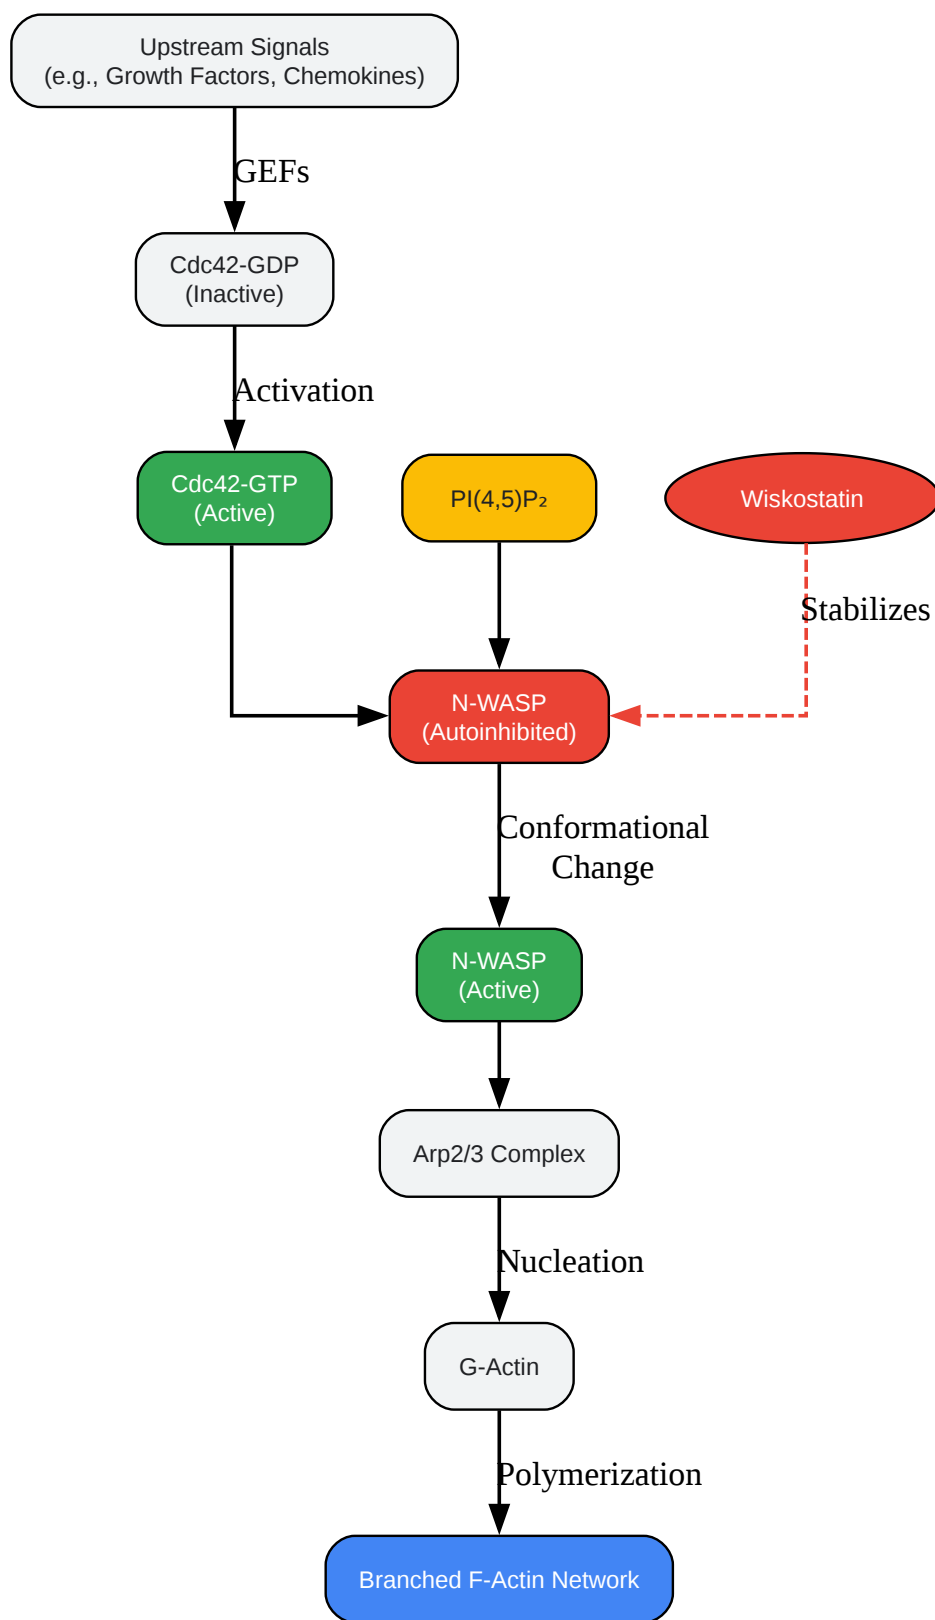 Upstream Signals
(e.g., Growth Factors, Chemokines)
GEFs
Cdc42-GDP
(Inactive)
Activation
Cdc42-GTP
(Active)
PI(4,5)P₂
Wiskostatin
Stabilizes
N-WASP
(Autoinhibited)
Conformational
Change
N-WASP
(Active)
Arp2/3 Complex
Nucleation
G-Actin
Polymerization
Branched F-Actin Network